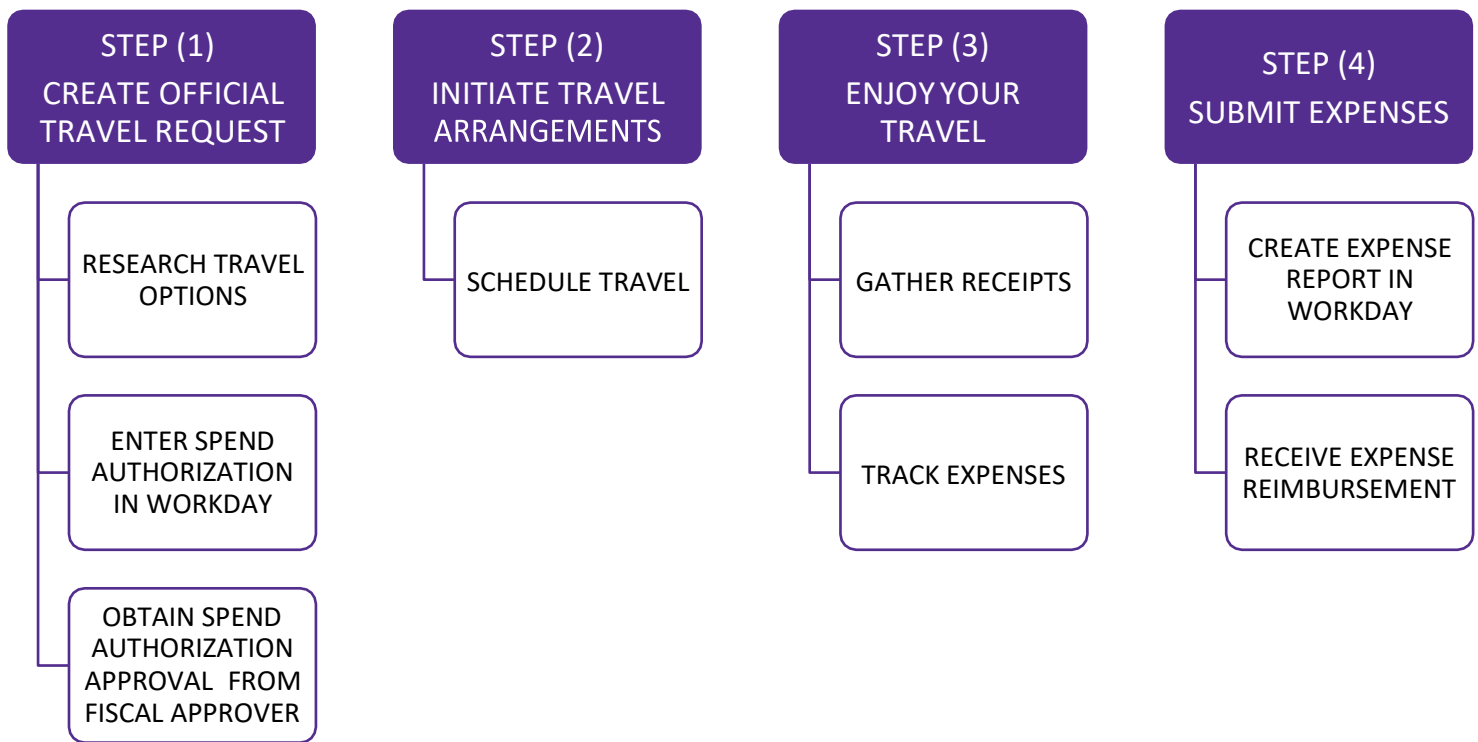 STEP (1)
CREATE OFFICIAL
TRAVEL REQUEST
RESEARCH TRAVEL
OPTIONS
ENTER SPEND
AUTHORIZATION
IN WORKDAY
OBTAIN SPEND
AUTHORIZATION
APPROVAL FROM
FISCAL APPROVER
STEP (2)
INITIATE TRAVEL
ARRANGEMENTS
SCHEDULE TRAVEL
STEP (3)
ENJOY YOUR
TRAVEL
GATHER RECEIPTS
TRACK EXPENSES
STEP (4)
SUBMIT EXPENSES
CREATE EXPENSE
REPORT IN
WORKDAY
RECEIVE EXPENSE
REIMBURSEMENT